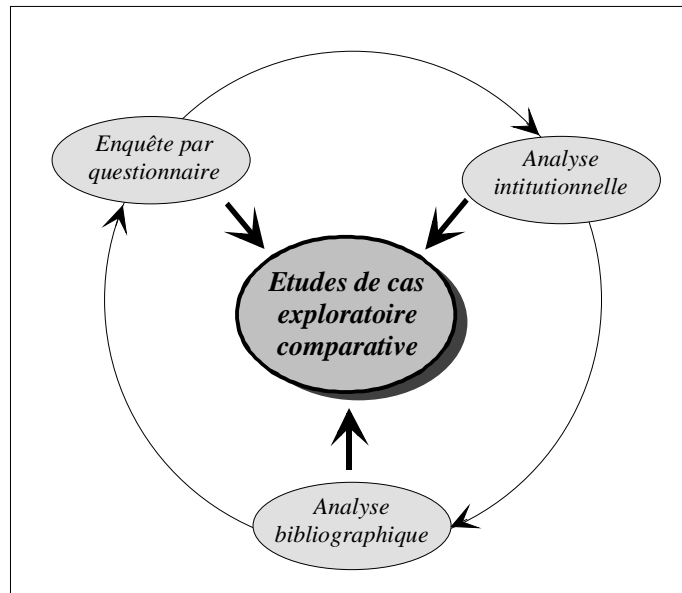 Enquête par
questionnaire
Analyse
intitutionnelle
Etudes de cas
exploratoire
comparative
Analyse
bibliographique